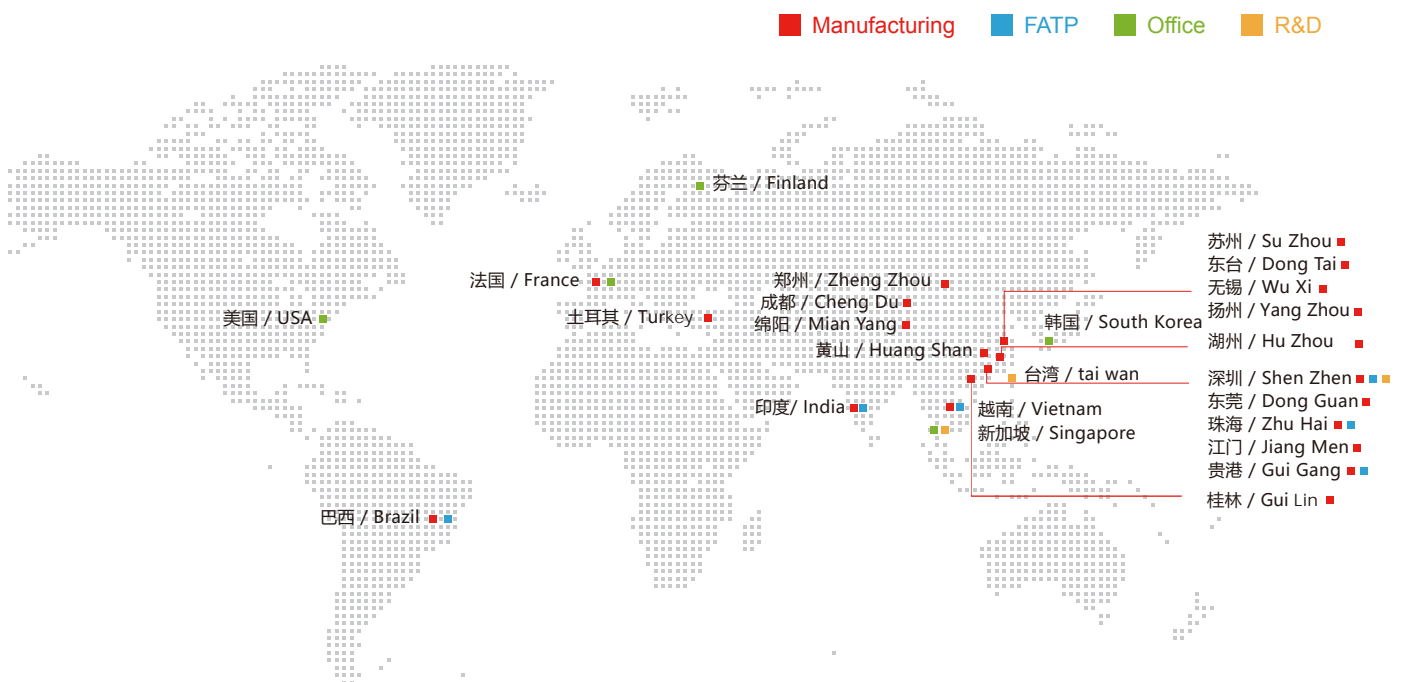 Manufacturing FATP Office R&D
芬兰 / Finland
法国 / France
美国 / USA
土耳其 / Turkey
郑州 / Zheng Zhou
成都 / Cheng Du
绵阳 / Mian Yang
黄山 / Huang Shan
韩国 / South Korea
台湾 / tai wan
印度/ India
越南 / Vietnam
新加坡 / Singapore
巴西 / Brazil
苏州 / Su Zhou
东台 / Dong Tai
无锡 / Wu Xi
扬州 / Yang Zhou
湖州 / Hu Zhou
深圳 / Shen Zhen
东莞 / Dong Guan
珠海 / Zhu Hai
江门 / Jiang Men
贵港 / Gui Gang
桂林 / Gui Lin